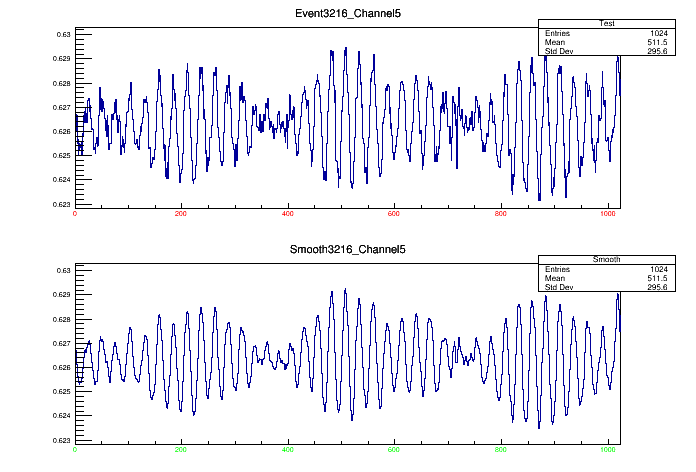 Event3216_Channel5
Test
Entries 1024
Mean 511.5
Std Dev 295.6
0.63
0.629
0.628
0.627
0.626
0.625
0.624
0.623
0 200 400 600 800 1000
Smooth3216_Channel5
Smooth
Entries 1024
Mean 511.5
Std Dev 295.6
0.63
0.629
0.628
0.627
0.626
0.625
0.624
0.623
0 200 400 600 800 1000